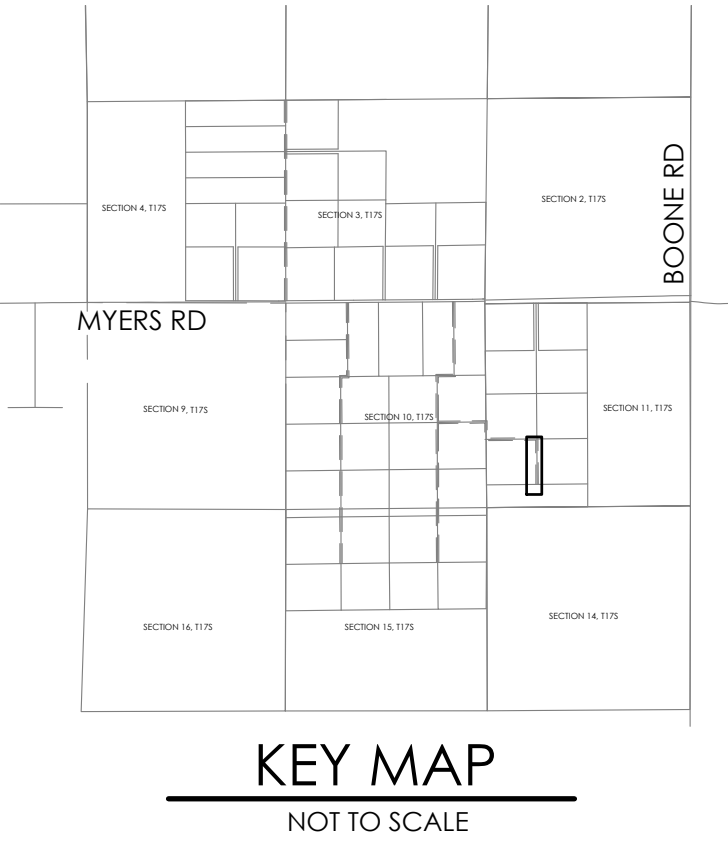 SECTION 4, T17S
SECTION 3, T17S
SECTION 2, T17S
BOONE RD
MYERS RD
SECTION 9, T17S
SECTION 10, T17S
SECTION 11, T17S
SECTION 16, T17S
SECTION 15, T17S
SECTION 14, T17S
KEY MAP
NOT TO SCALE